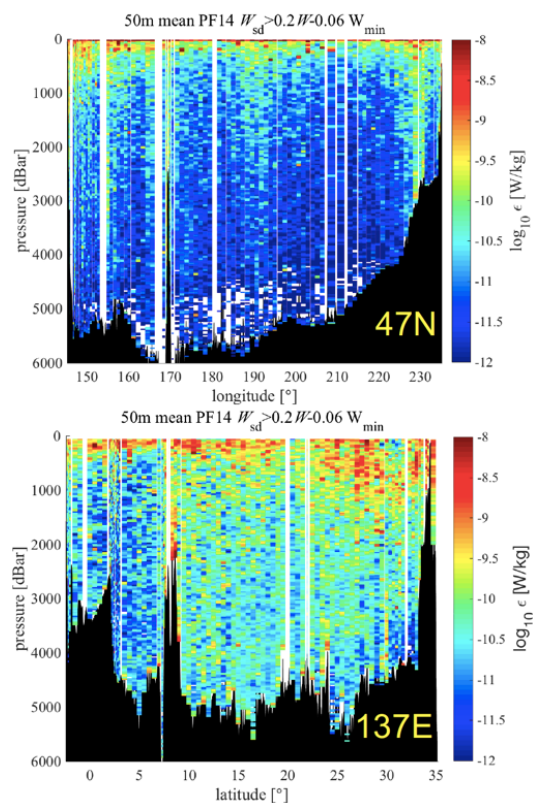 50m mean PF14 W_sd>0.2W-0.06 W_min
0
1000
2000
3000
4000
5000
6000
pressure [dBar]
150 160 170 180 190 200 210 220 230
longitude [°]
47N
-8
-8.5
-9
-9.5
-10
-10.5
-11
-11.5
-12
log10 ϵ [W/kg]
50m mean PF14 W_sd>0.2W-0.06 W_min
0
1000
2000
3000
4000
5000
6000
pressure [dBar]
0 5 10 15 20 25 30 35
latitude [°]
137E
-8
-8.5
-9
-9.5
-10
-10.5
-11
-11.5
-12
log10 ϵ [W/kg]